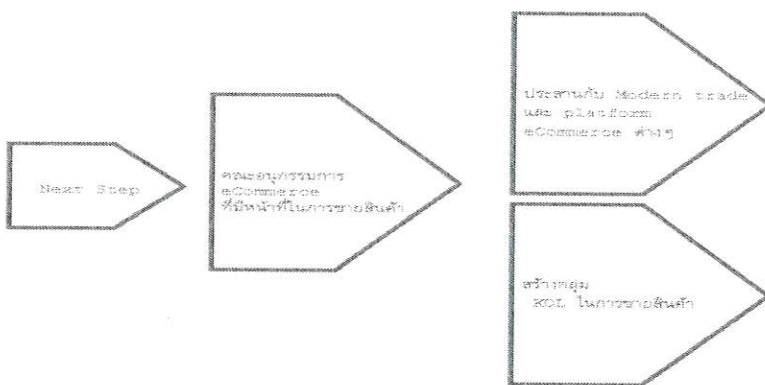 Next Step
คณะอนุกรรมการ
eCommerce
ที่มีหน้าที่ในการขายสินค้า
ประสานกับ Modern trade
และ platform
eCommerce ต่างๆ
สร้างกลุ่ม
KOL ในการขายสินค้า